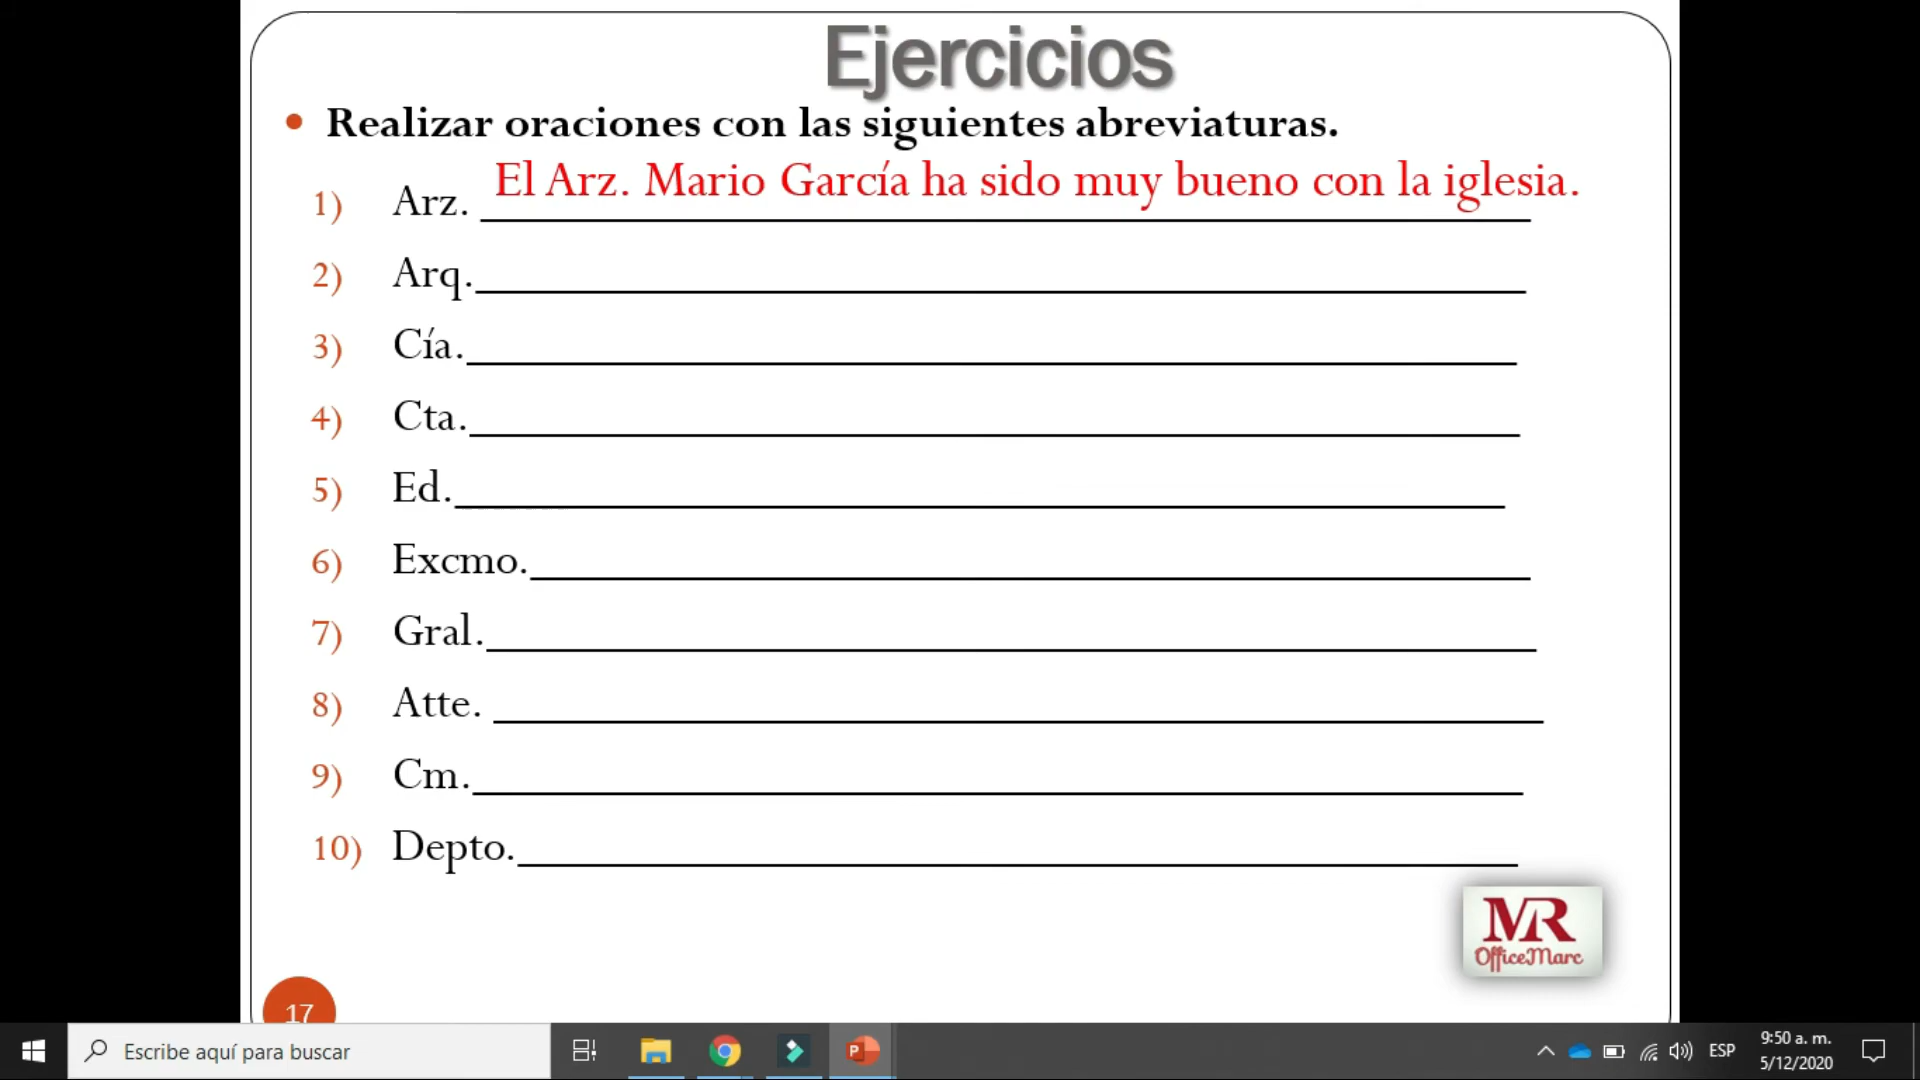 Ejercicios
• Realizar oraciones con las siguientes abreviaturas.
1) Arz. El Arz. Mario García ha sido muy bueno con la iglesia.
2) Arq.
3) Cía.
4) Cta.
5) Ed.
6) Excmo.
7) Gral.
8) Atte.
9) Cm.
10) Depto.
MR
OfficeMarc
17
Escribe aquí para buscar
ESP
9:50 a. m.
5/12/2020